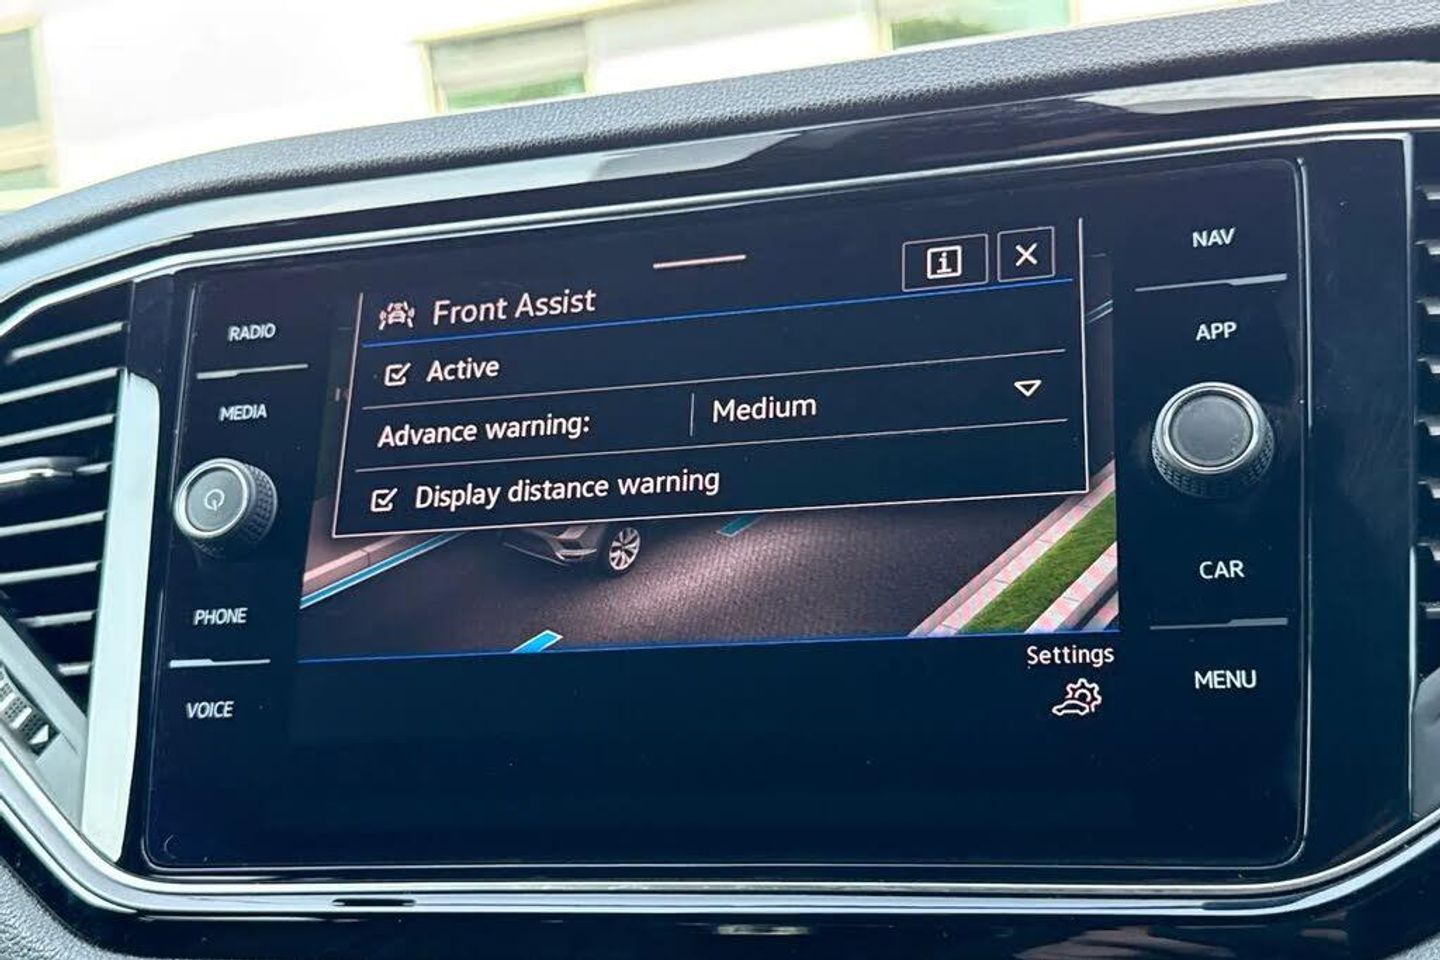 RADIO
MEDIA
PHONE
VOICE
Front Assist
i
Active
Advance warning: Medium
Display distance warning
Settings
NAV
APP
CAR
MENU